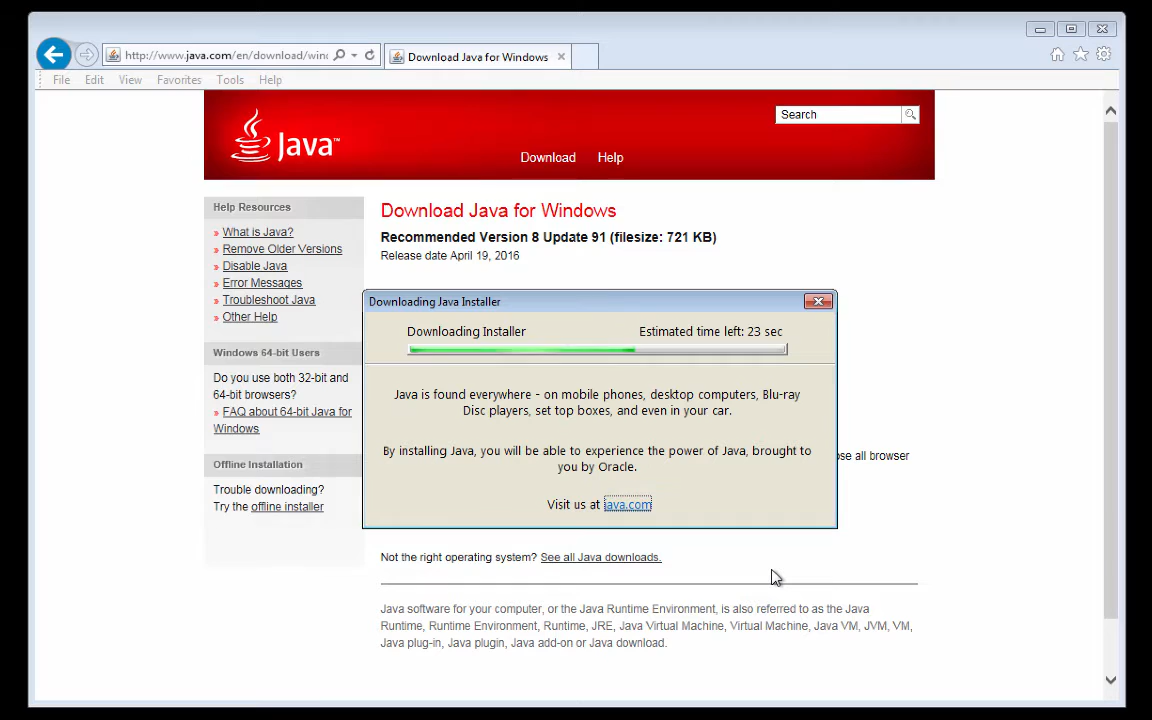 http://www.java.com/en/download/win
Download Java for Windows
File Edit View Favorites Tools Help
Java™
Search
Download Help
Help Resources
» What is Java?
» Remove Older Versions
» Disable Java
» Error Messages
» Troubleshoot Java
» Other Help
Windows 64-bit Users
Do you use both 32-bit and
64-bit browsers?
» FAQ about 64-bit Java for
Windows
Offline Installation
Trouble downloading?
Try the offline installer
Download Java for Windows
Recommended Version 8 Update 91 (filesize: 721 KB)
Release date April 19, 2016
Downloading Java Installer
Downloading Installer Estimated time left: 23 sec
Java is found everywhere - on mobile phones, desktop computers, Blu-ray
Disc players, set top boxes, and even in your car.
By installing Java, you will be able to experience the power of Java, brought to
you by Oracle.
Visit us at java.com
all browser
Not the right operating system? See all Java downloads.
Java software for your computer, or the Java Runtime Environment, is also referred to as the Java
Runtime, Runtime Environment, Runtime, JRE, Java Virtual Machine, Virtual Machine, Java VM, JVM, VM,
Java plug-in, Java plugin, Java add-on or Java download.